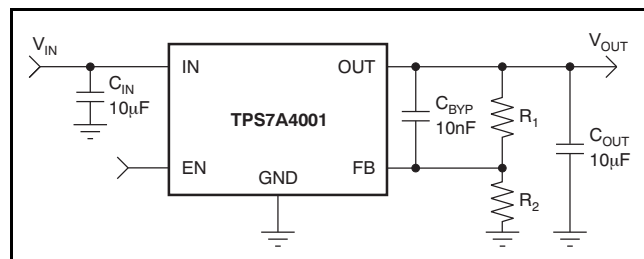 V_IN
V_OUT
IN
OUT
C_IN
10μF
TPS7A4001
C_BYP
10nF
R_1
C_OUT
10μF
EN
GND
FB
R_2